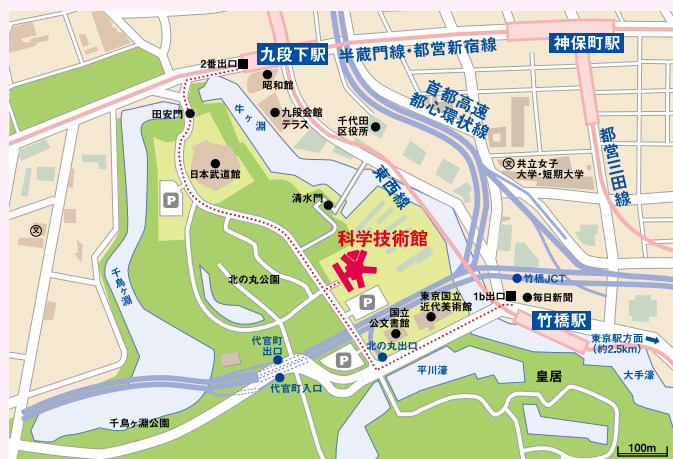 2番出口
九段下駅
半蔵門線・都営新宿線
神保町駅
昭和館
首都高速
都心環状線
牛ヶ淵
田安門
九段会館
テラス
千代田
区役所
都営三田線
文
共立女子
大学・短期大学
日本武道館
東西線
P
清水門
文
科学技術館
千鳥ヶ淵
北の丸公園
竹橋JCT
P
東京国立
近代美術館
1b出口
毎日新聞
国立
公文書館
竹橋駅
代官町
出口
北の丸出口
東京駅方面
(約2.5km)
P
平川濠
皇居
大手濠
代官町入口
千鳥ヶ淵公園
100m